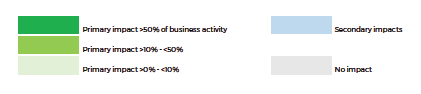 Primary impact >50% of business activity
Secondary impacts
Primary impact >10% - <50%
Primary impact >0% - <10%
No impact